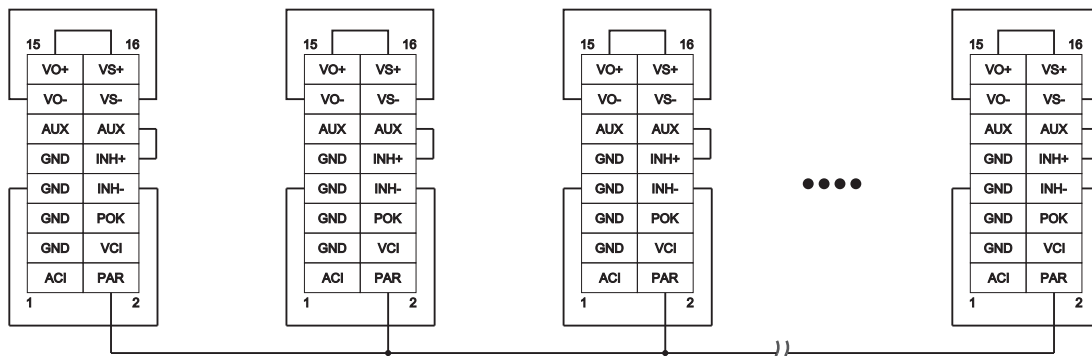 15 16 15 16 15 16 15 16
VO+ VS+ VO+ VS+ VO+ VS+ VO+ VS+
VO- VS- VO- VS- VO- VS- VO- VS-
AUX AUX AUX AUX AUX AUX AUX AUX
GND INH+ GND INH+ GND INH+ GND INH+
GND INH- GND INH- GND INH- GND INH-
GND POK GND POK GND POK GND POK
GND VCI GND VCI GND VCI GND VCI
ACI PAR ACI PAR ACI PAR ACI PAR
1 2 1 2 1 2 1 2